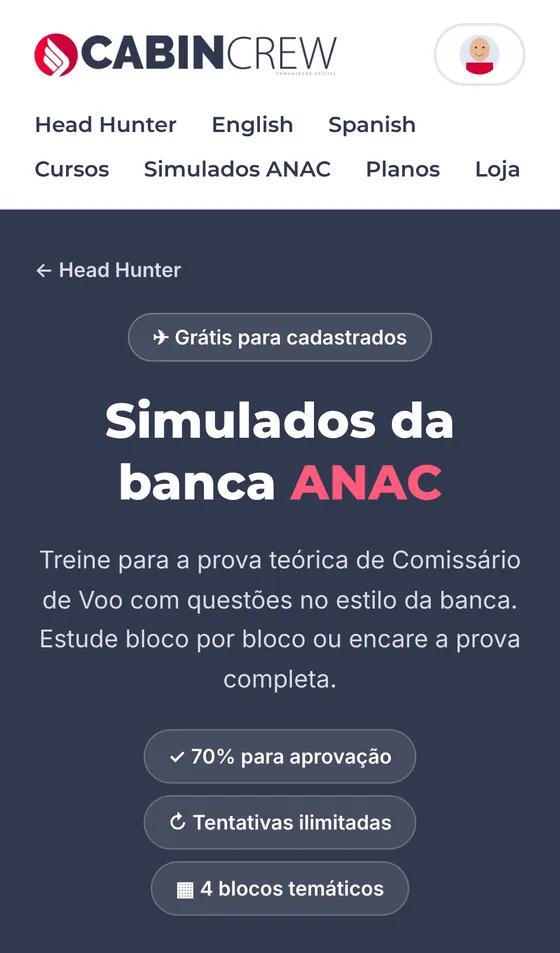 CABINCREW
COMUNIDADE OFICIAL
Head Hunter English Spanish
Cursos Simulados ANAC Planos Loja
← Head Hunter
✈ Grátis para cadastrados
Simulados da
banca ANAC
Treine para a prova teórica de Comissário
de Voo com questões no estilo da banca.
Estude bloco por bloco ou encare a prova
completa.
✓ 70% para aprovação
↻ Tentativas ilimitadas
▦ 4 blocos temáticos